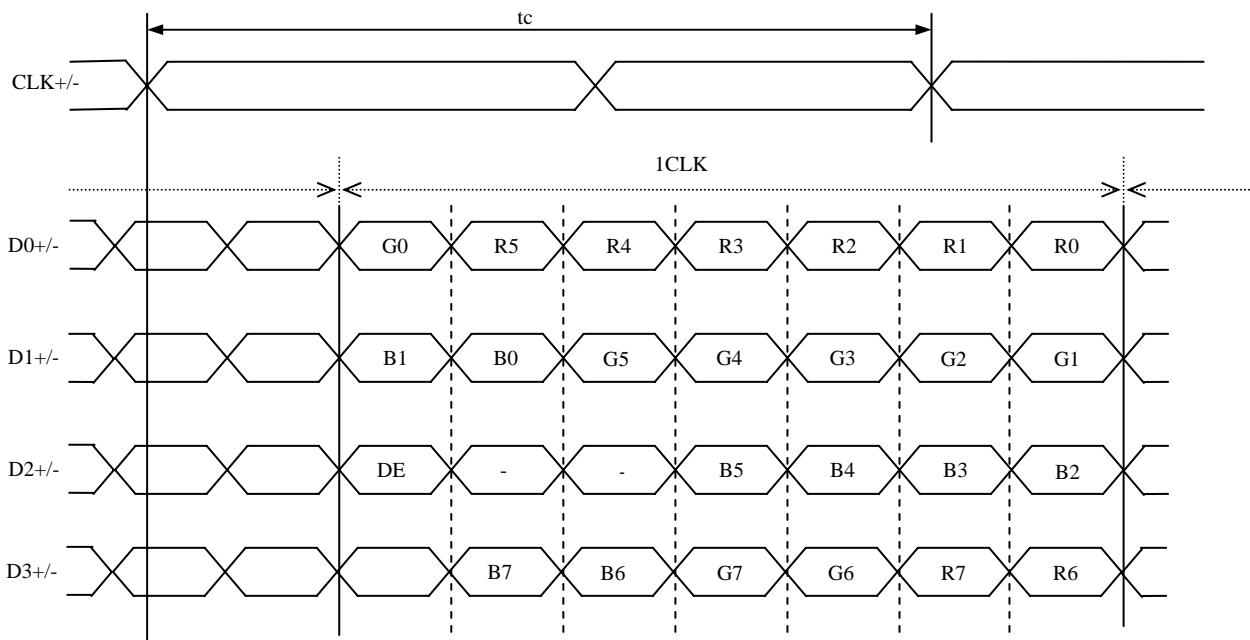 tc
CLK+/-
1CLK
D0+/- G0 R5 R4 R3 R2 R1 R0
D1+/- B1 B0 G5 G4 G3 G2 G1
D2+/- DE - - B5 B4 B3 B2
D3+/- B7 B6 G7 G6 R7 R6